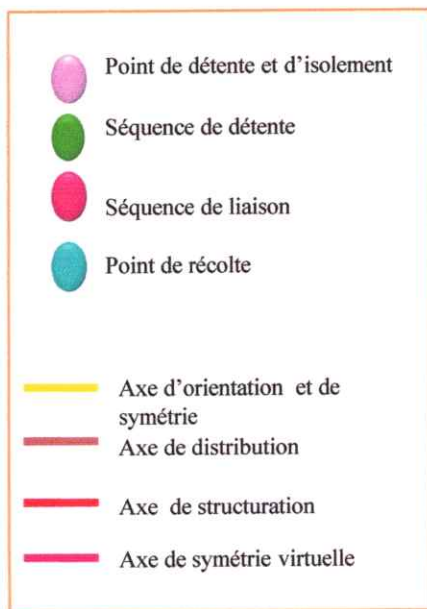 Point de détente et d'isolement
Séquence de détente
Séquence de liaison
Point de récolte
Axe d'orientation et de
symétrie
Axe de distribution
Axe de structuration
Axe de symétrie virtuelle